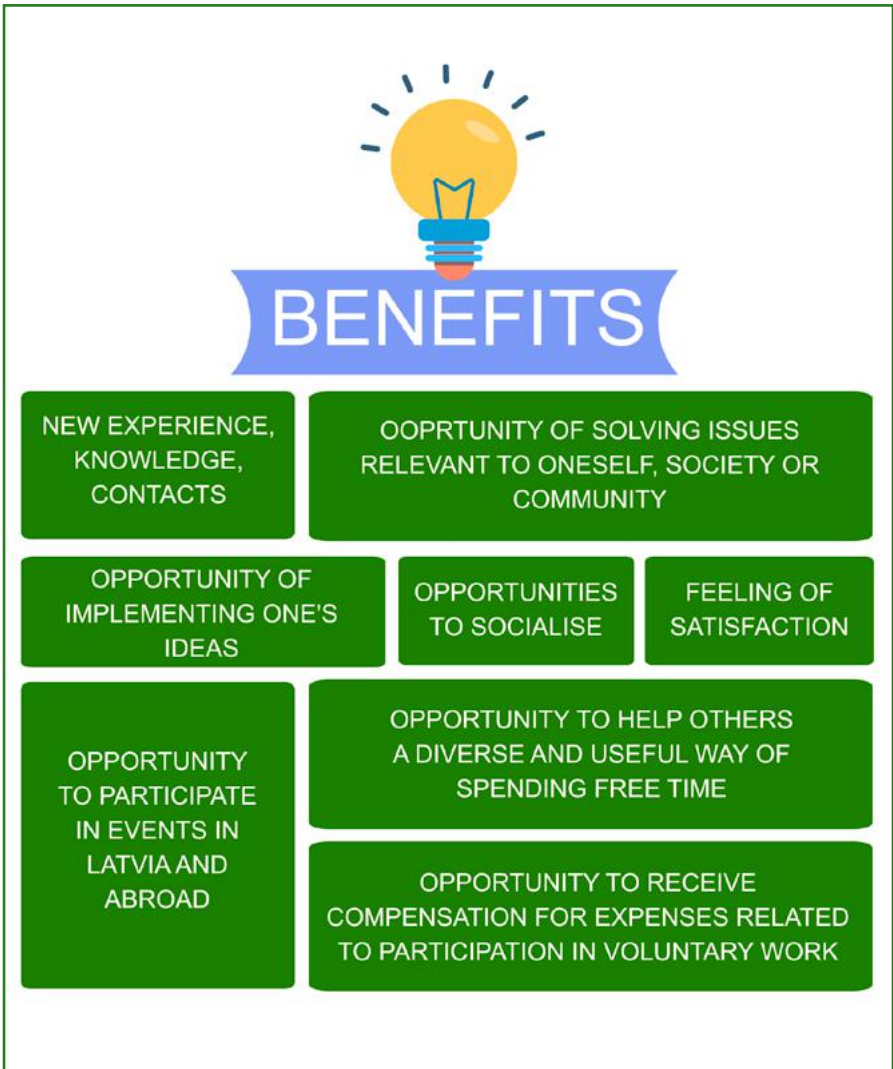 BENEFITS
NEW EXPERIENCE,
KNOWLEDGE,
CONTACTS
OOPRTUNITY OF SOLVING ISSUES
RELEVANT TO ONESELF, SOCIETY OR
COMMUNITY
OPPORTUNITY OF
IMPLEMENTING ONE'S
IDEAS
OPPORTUNITIES
TO SOCIALISE
FEELING OF
SATISFACTION
OPPORTUNITY
TO PARTICIPATE
IN EVENTS IN
LATVIA AND
ABROAD
OPPORTUNITY TO HELP OTHERS
A DIVERSE AND USEFUL WAY OF
SPENDING FREE TIME
OPPORTUNITY TO RECEIVE
COMPENSATION FOR EXPENSES RELATED
TO PARTICIPATION IN VOLUNTARY WORK